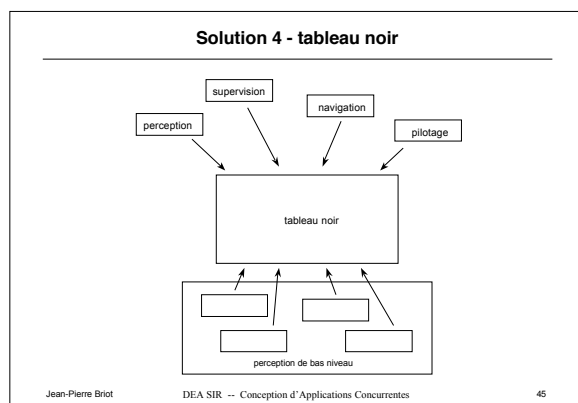 Solution 4 - tableau noir
supervision
navigation
perception
pilotage
tableau noir
perception de bas niveau
Jean-Pierre Briot
DEA SIR -- Conception d'Applications Concurrentes
45